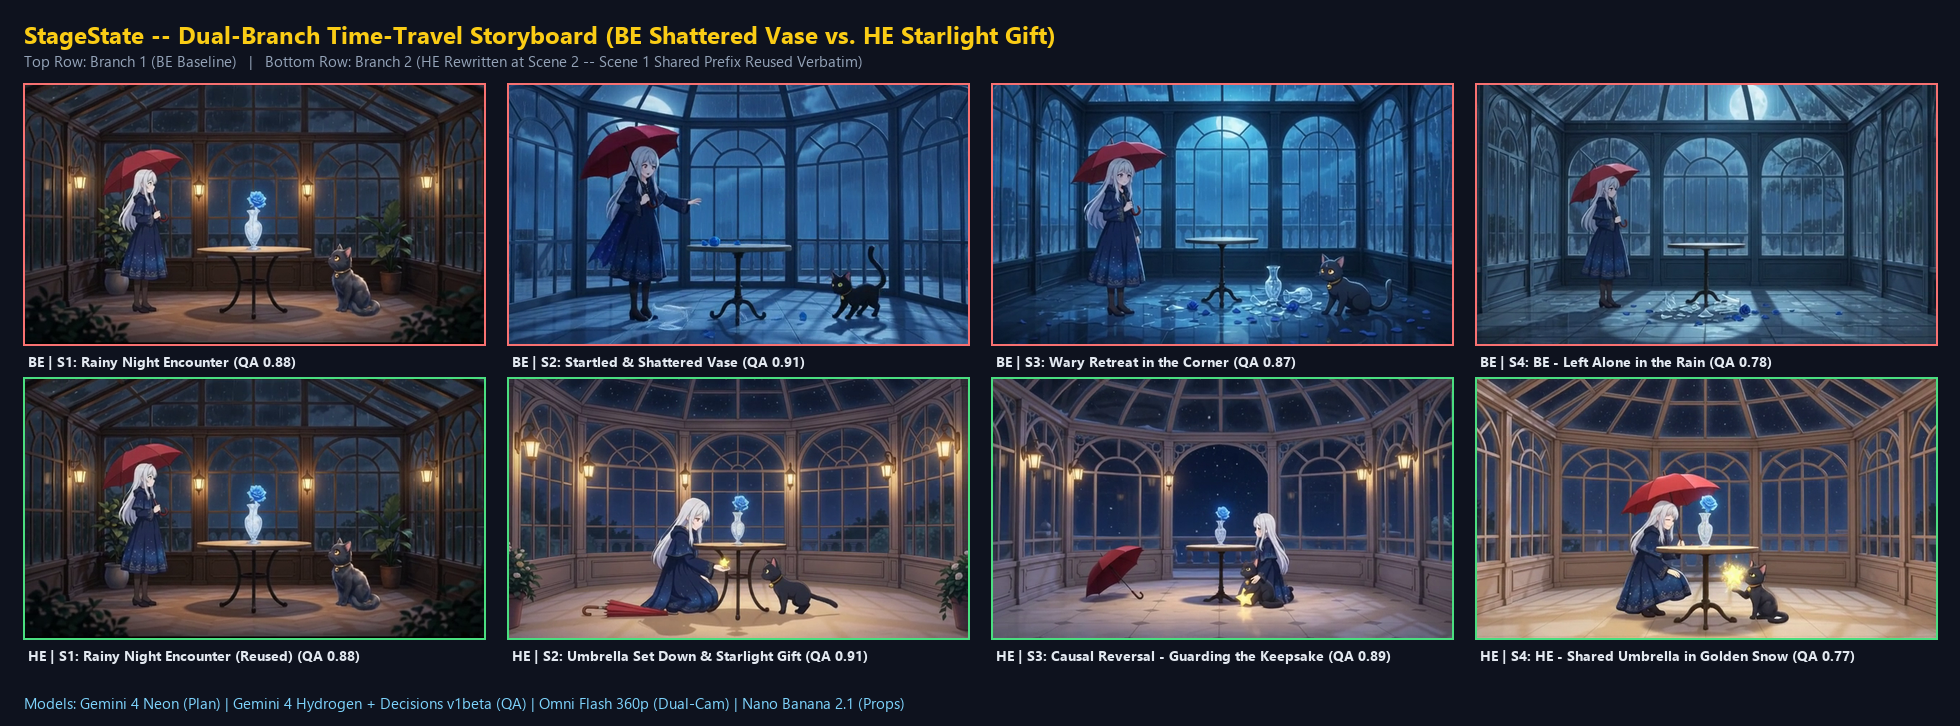 StageState -- Dual-Branch Time-Travel Storyboard (BE Shattered Vase vs. HE Starlight Gift)
Top Row: Branch 1 (BE Baseline)   |   Bottom Row: Branch 2 (HE Rewritten at Scene 2 -- Scene 1 Shared Prefix Reused Verbatim)
BE | S1: Rainy Night Encounter (QA 0.88)
BE | S2: Startled & Shattered Vase (QA 0.91)
BE | S3: Wary Retreat in the Corner (QA 0.87)
BE | S4: BE - Left Alone in the Rain (QA 0.78)
HE | S1: Rainy Night Encounter (Reused) (QA 0.88)
HE | S2: Umbrella Set Down & Starlight Gift (QA 0.91)
HE | S3: Causal Reversal - Guarding the Keepsake (QA 0.89)
HE | S4: HE - Shared Umbrella in Golden Snow (QA 0.77)
Models: Gemini 4 Neon (Plan) | Gemini 4 Hydrogen + Decisions v1beta (QA) | Omni Flash 360p (Dual-Cam) | Nano Banana 2.1 (Props)